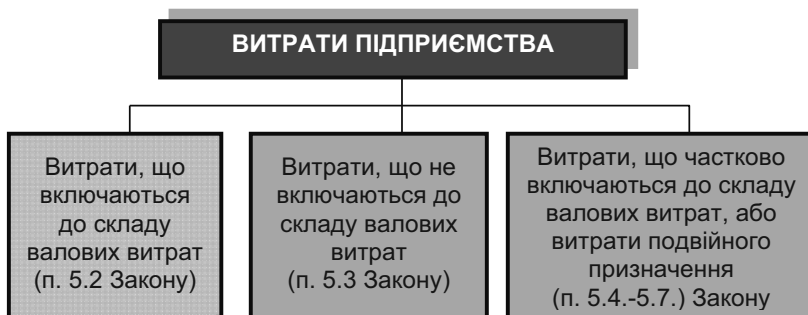 ВИТРАТИ ПІДПРИЄМСТВА
Витрати, що
включаються
до складу
валових витрат
(п. 5.2 Закону)
Витрати, що не
включаються до
складу валових
витрат
(п. 5.3 Закону)
Витрати, що частково
включаються до складу
валових витрат, або
витрати подвійного
призначення
(п. 5.4.-5.7.) Закону